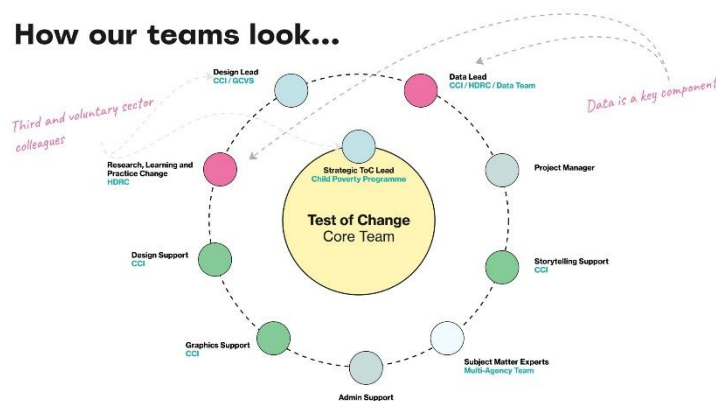 How our teams look...
Design Lead
CCI / GCVS
Data Lead
CCI / HDRC / Data Team
Third and voluntary sector
colleagues
Data is a key component
Research, Learning and
Practice Change
HDRC
Strategic ToC Lead
Child Poverty Programme
Project Manager
Test of Change
Core Team
Design Support
CCI
Storytelling Support
CCI
Graphics Support
CCI
Subject Matter Experts
Multi-Agency Team
Admin Support